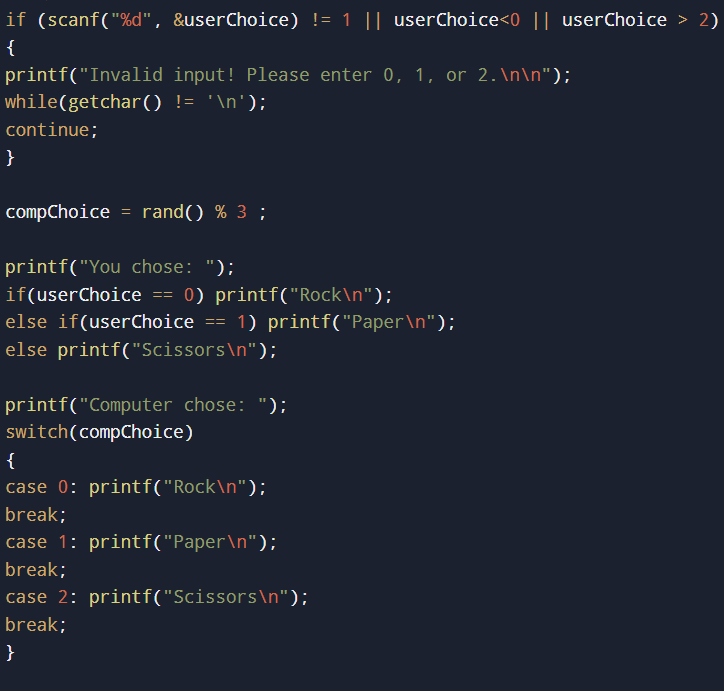 if (scanf("%d", &userChoice) != 1 || userChoice<0 || userChoice > 2)
{
printf("Invalid input! Please enter 0, 1, or 2.\n\n");
while(getchar() != '\n');
continue;
}
compChoice = rand() % 3 ;
printf("You chose: ");
if(userChoice == 0) printf("Rock\n");
else if(userChoice == 1) printf("Paper\n");
else printf("Scissors\n");
printf("Computer chose: ");
switch(compChoice)
{
case 0: printf("Rock\n");
break;
case 1: printf("Paper\n");
break;
case 2: printf("Scissors\n");
break;
}